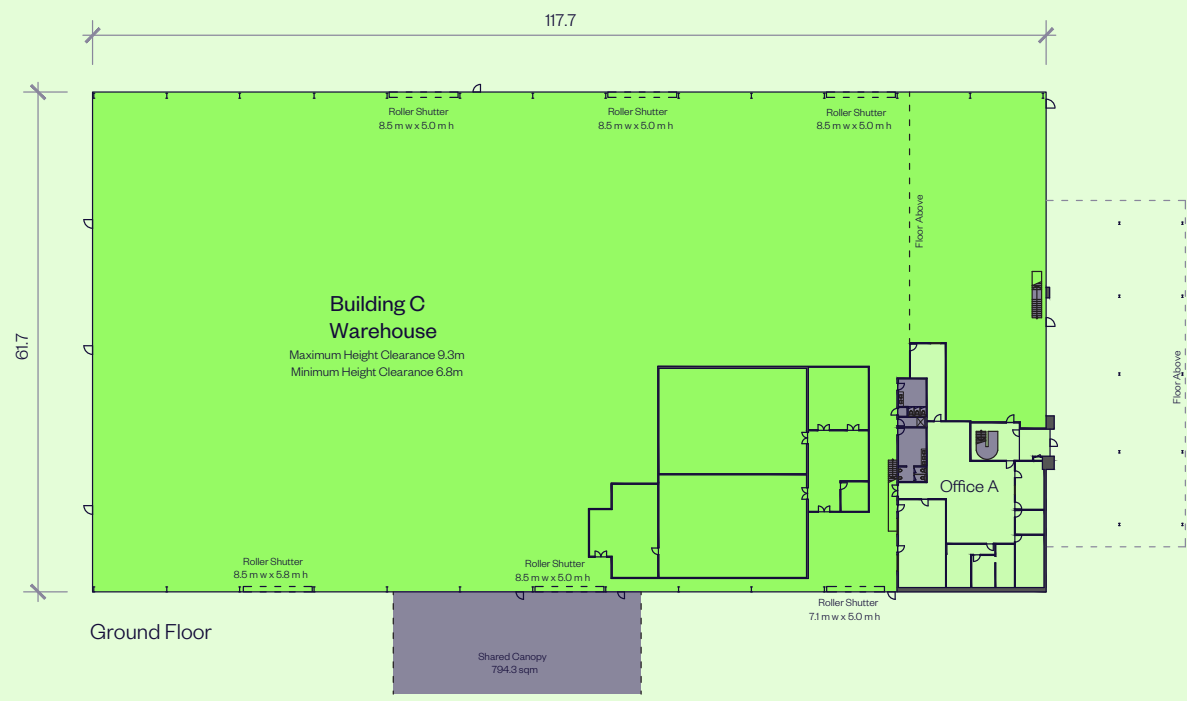 117.7
Roller Shutter
8.5 m w x 5.0 m h
Roller Shutter
8.5 m w x 5.0 m h
Roller Shutter
8.5 m w x 5.0 m h
Floor Above
61.7
Building C
Warehouse
Maximum Height Clearance 9.3m
Minimum Height Clearance 6.8m
Floor Above
Office A
Roller Shutter
8.5 m w x 5.8 m h
Roller Shutter
8.5 m w x 5.0 m h
Roller Shutter
7.1 m w x 5.0 m h
Ground Floor
Shared Canopy
794.3 sqm